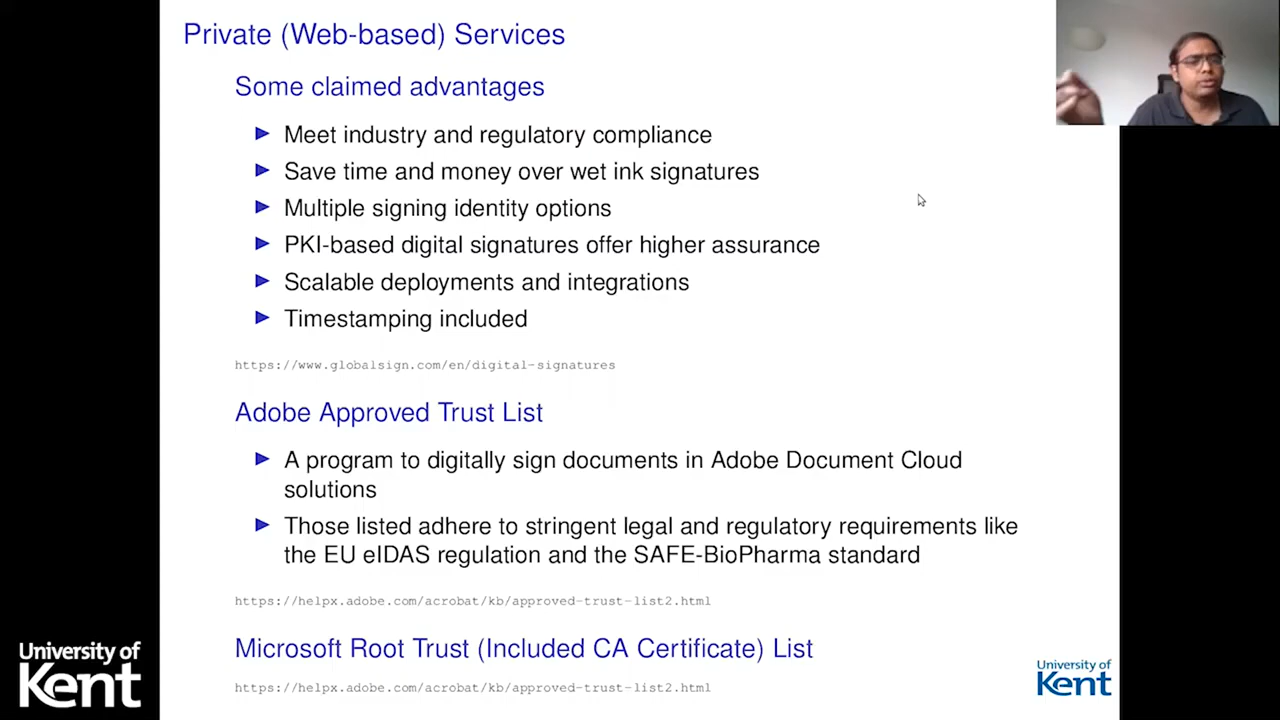 Private (Web-based) Services
Some claimed advantages
Meet industry and regulatory compliance
Save time and money over wet ink signatures
Multiple signing identity options
PKI-based digital signatures offer higher assurance
Scalable deployments and integrations
Timestamping included
https://www.globalsign.com/en/digital-signatures
Adobe Approved Trust List
A program to digitally sign documents in Adobe Document Cloud
solutions
Those listed adhere to stringent legal and regulatory requirements like
the EU eIDAS regulation and the SAFE-BioPharma standard
https://helpx.adobe.com/acrobat/kb/approved-trust-list2.html
Microsoft Root Trust (Included CA Certificate) List
https://helpx.adobe.com/acrobat/kb/approved-trust-list2.html
University of
Kent
University of
Kent